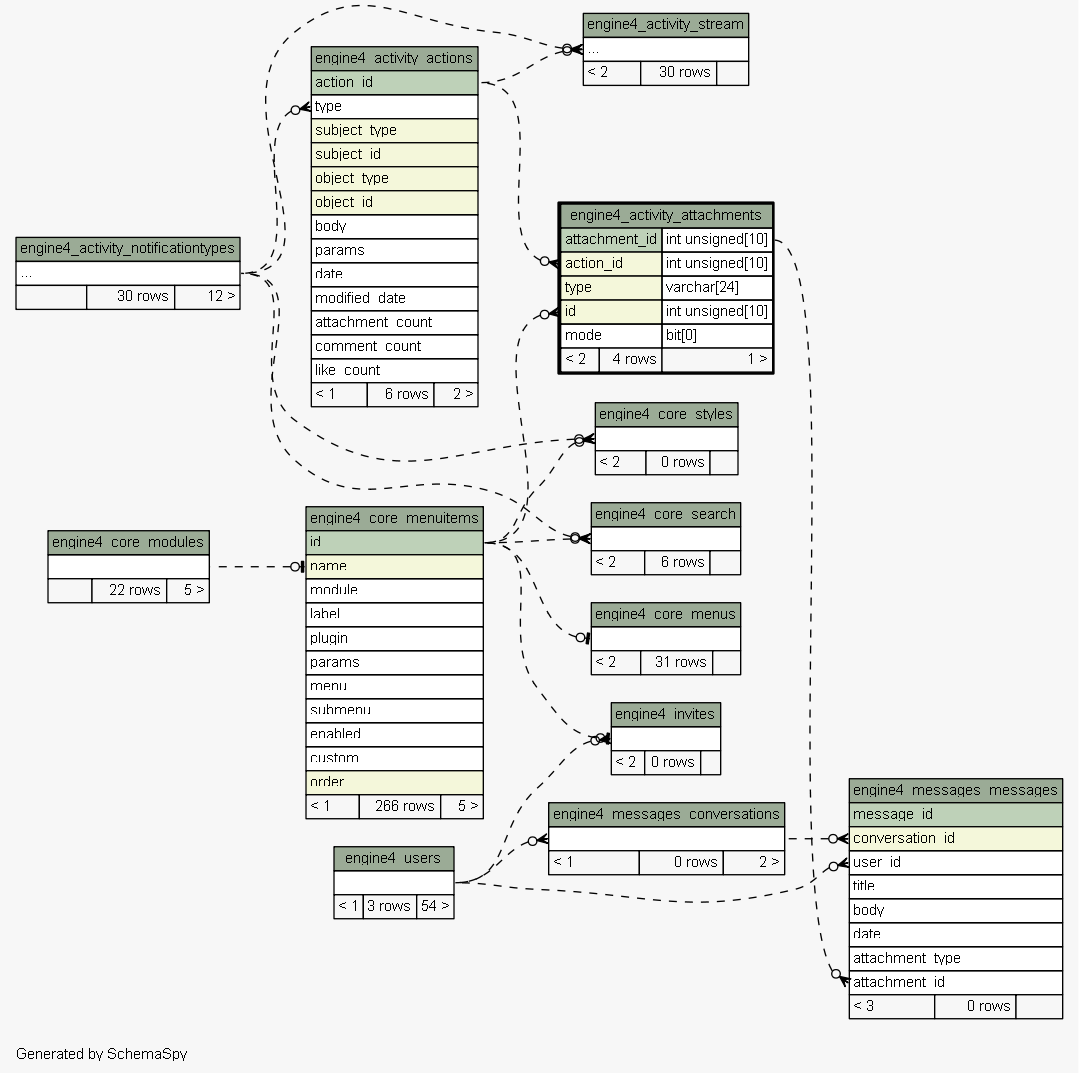 engine4_activity_stream
...
< 2 30 rows
engine4_activity_actions
action_id
type
subject_type
subject_id
object_type
object_id
body
params
date
modified_date
attachment_count
comment_count
like_count
< 1 6 rows 2 >
engine4_activity_attachments
attachment_id int unsigned[10]
action_id int unsigned[10]
type varchar[24]
id int unsigned[10]
mode bit[0]
< 2 4 rows 1 >
engine4_activity_notificationtypes
...
30 rows 12 >
engine4_core_styles
< 2 0 rows
engine4_core_search
< 2 6 rows
engine4_core_modules
22 rows 5 >
engine4_core_menuitems
id
name
module
label
plugin
params
menu
submenu
enabled
custom
order
< 1 266 rows 5 >
engine4_core_menus
< 2 31 rows
engine4_invites
< 2 0 rows
engine4_messages_conversations
< 1 0 rows 2 >
engine4_users
< 1 3 rows 54 >
engine4_messages_messages
message_id
conversation_id
user_id
title
body
date
attachment_type
attachment_id
< 3 0 rows
Generated by SchemaSpy